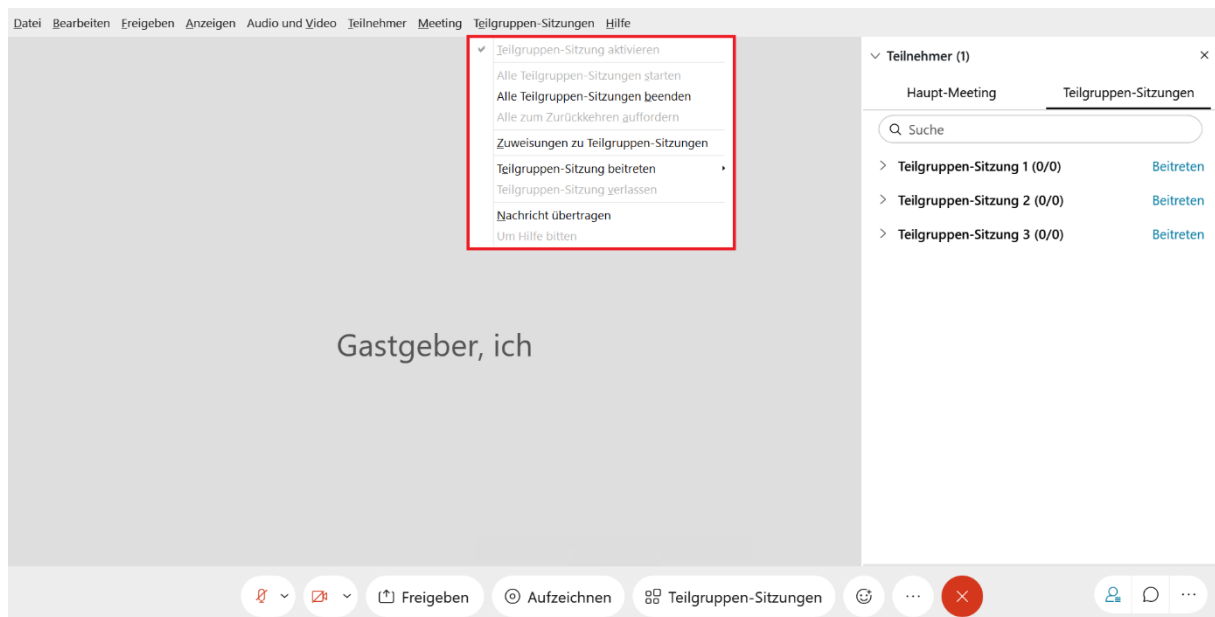 Datei Bearbeiten Freigeben Anzeigen Audio und Video Teilnehmer Meeting Teilgruppen-Sitzungen Hilfe
Teilgruppen-Sitzung aktivieren
Alle Teilgruppen-Sitzungen starten
Alle Teilgruppen-Sitzungen beenden
Alle zum Zurückkehren auffordern
Zuweisungen zu Teilgruppen-Sitzungen
Teilgruppen-Sitzung beitreten
Teilgruppen-Sitzung verlassen
Nachricht übertragen
Um Hilfe bitten
Gastgeber, ich
Teilnehmer (1)
Haupt-Meeting Teilgruppen-Sitzungen
Suche
Teilgruppen-Sitzung 1 (0/0) Beitreten
Teilgruppen-Sitzung 2 (0/0) Beitreten
Teilgruppen-Sitzung 3 (0/0) Beitreten
Freigeben Aufzeichnen Teilgruppen-Sitzungen